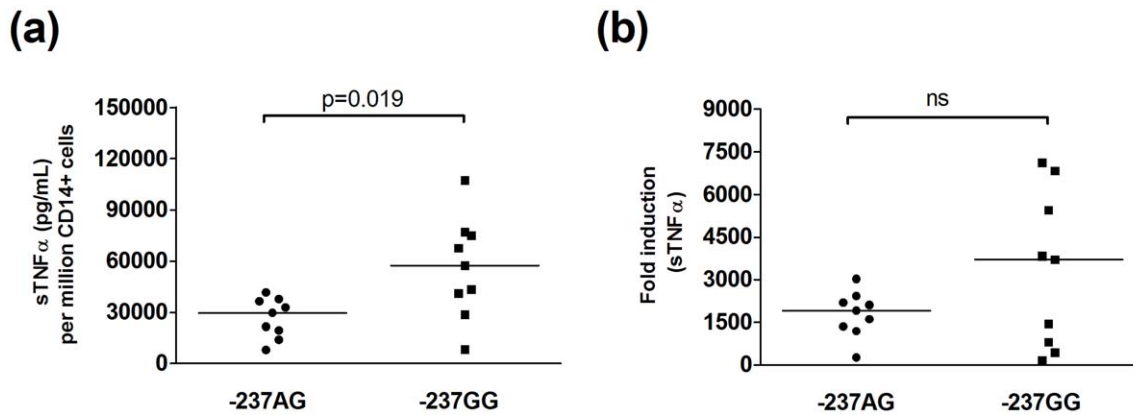 (a)
sTNFα (pg/mL)
per million CD14+ cells
150000
120000
90000
60000
30000
0
p=0.019
-237AG
-237GG
(b)
Fold induction
(sTNFα)
9000
7500
6000
4500
3000
1500
0
ns
-237AG
-237GG